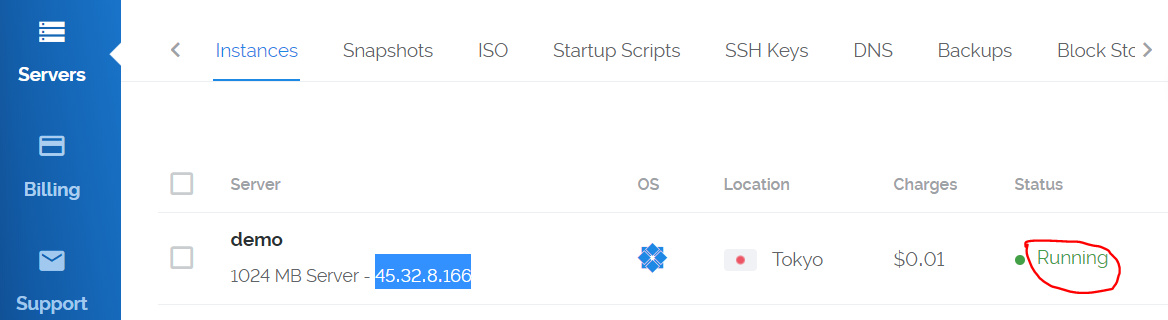 Servers
Billing
Support
Instances Snapshots ISO Startup Scripts SSH Keys DNS Backups Block Sto
Server OS Location Charges Status
demo
1024 MB Server - 45.32.8.166 Tokyo $0.01 Running